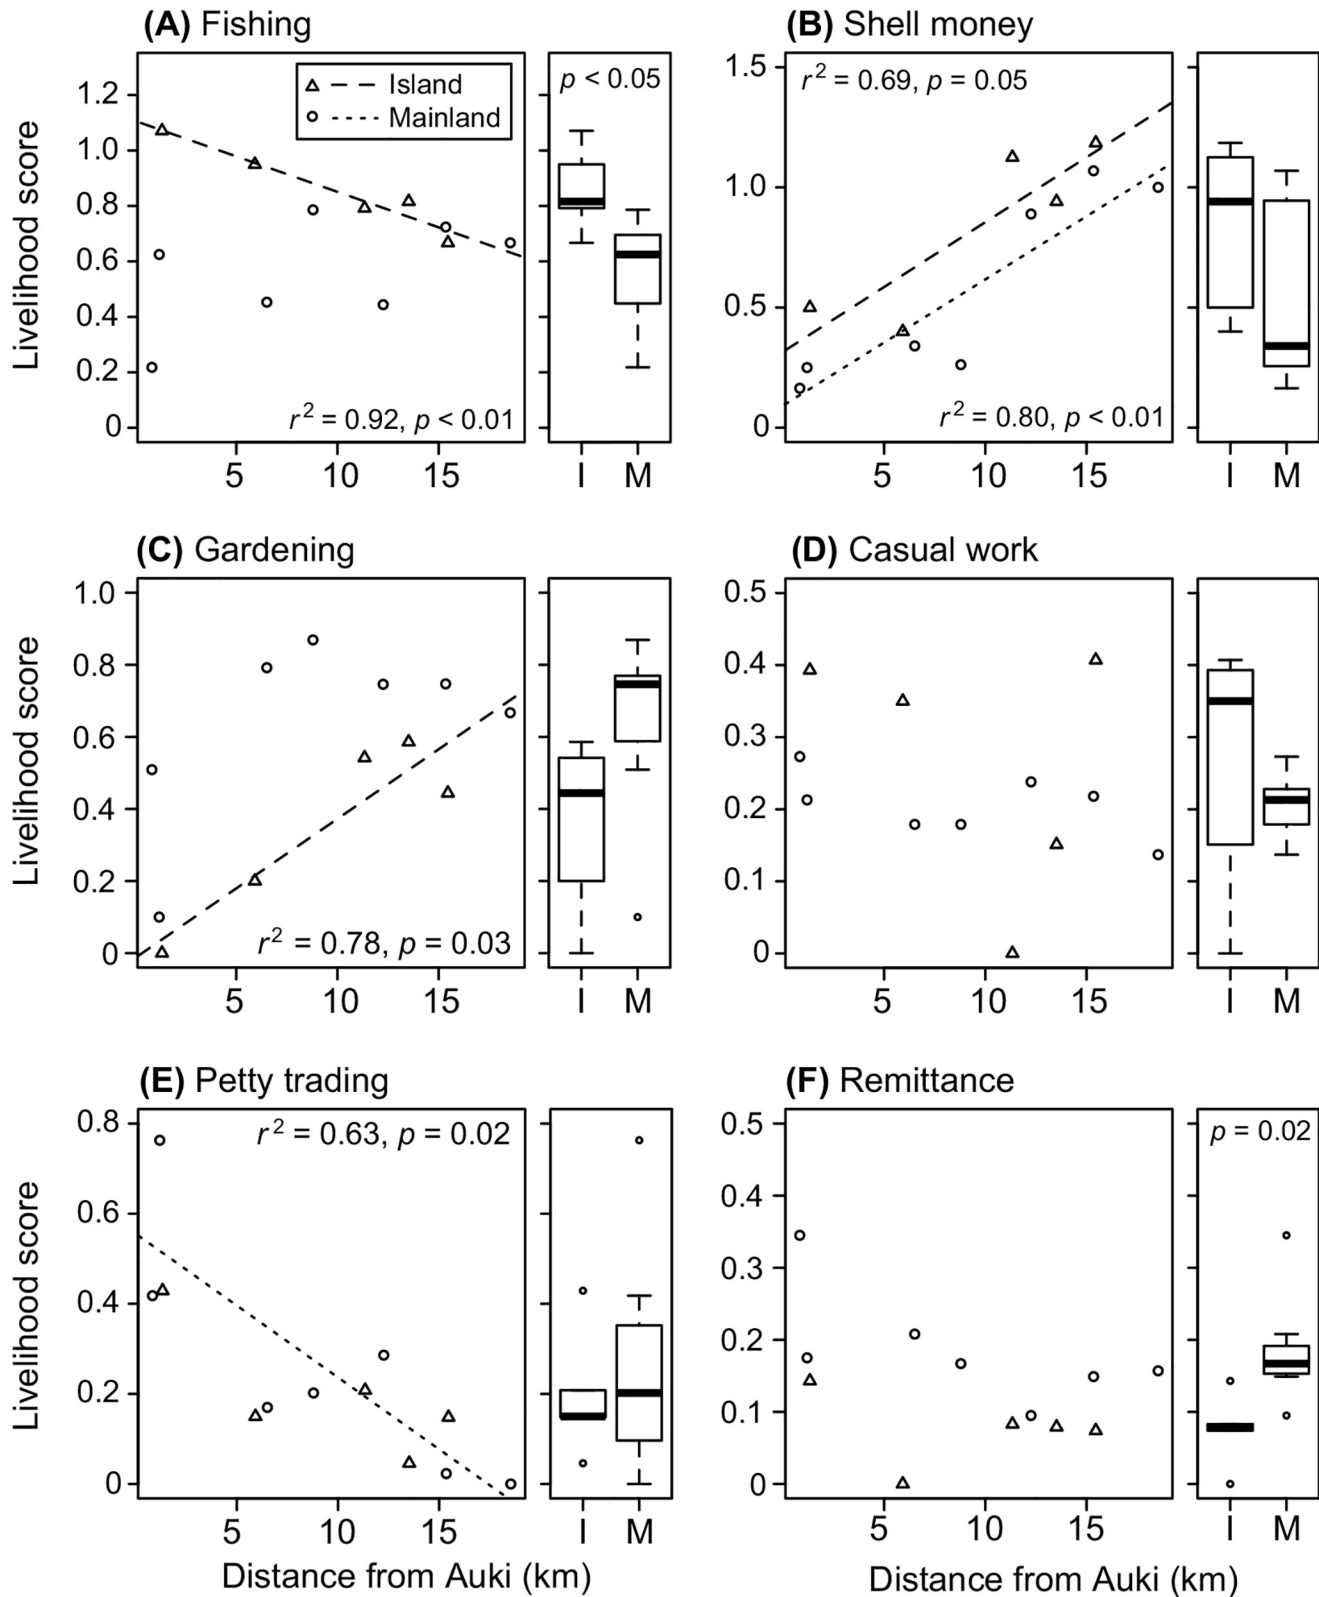 (A) Fishing
Livelihood score
1.2
1.0
0.8
0.6
0.4
0.2
0
Island
Mainland
r² = 0.92, p < 0.01
5 10 15
p < 0.05
I M
(B) Shell money
1.5
1.0
0.5
0
r² = 0.69, p = 0.05
r² = 0.80, p < 0.01
5 10 15
I M
(C) Gardening
Livelihood score
1.0
0.8
0.6
0.4
0.2
0
r² = 0.78, p = 0.03
5 10 15
I M
(D) Casual work
0.5
0.4
0.3
0.2
0.1
0
5 10 15
I M
(E) Petty trading
Livelihood score
0.8
0.6
0.4
0.2
0
r² = 0.63, p = 0.02
5 10 15
I M
Distance from Auki (km)
(F) Remittance
0.5
0.4
0.3
0.2
0.1
0
5 10 15
p = 0.02
I M
Distance from Auki (km)